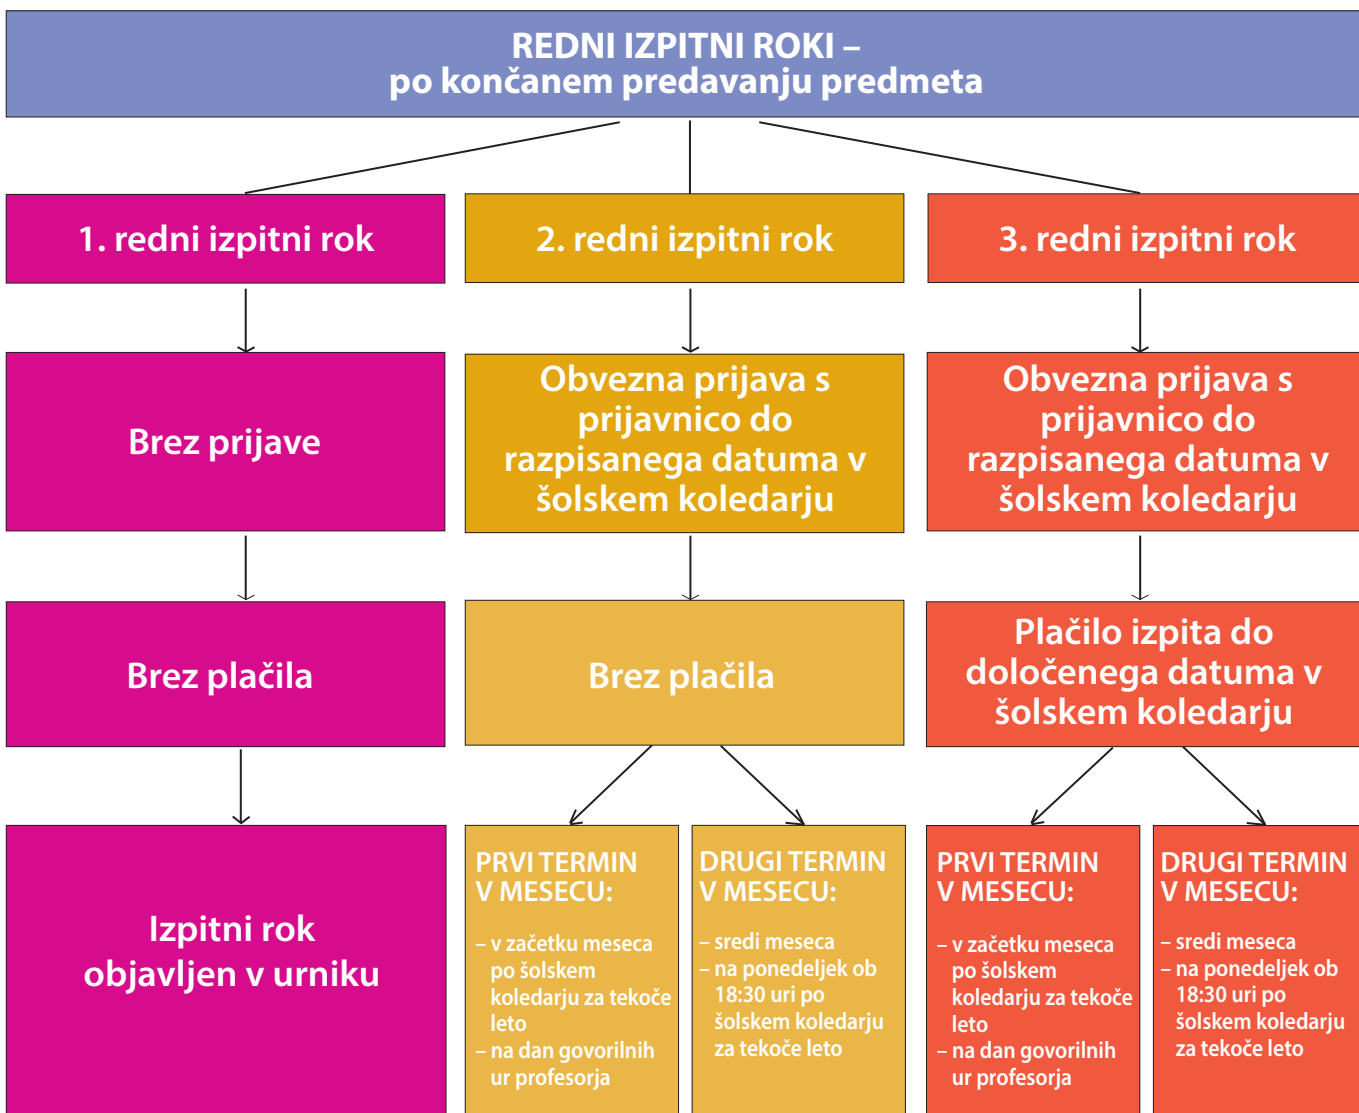 REDNI IZPITNI ROKI –
po končanem predavanju predmeta
1. redni izpitni rok
2. redni izpitni rok
3. redni izpitni rok
Brez prijave
Obvezna prijava s
prijavnico do
razpisanega datuma v
šolskem koledarju
Obvezna prijava s
prijavnico do
razpisanega datuma v
šolskem koledarju
Brez plačila
Brez plačila
Plačilo izpita do
določenega datuma v
šolskem koledarju
Izpitni rok
objavljen v urniku
PRVI TERMIN
V MESECU:
– v začetku meseca
po šolskem
koledarju za tekoče
leto
– na dan govorilnih
ur profesorja
DRUGI TERMIN
V MESECU:
– sredi meseca
– na ponedeljek ob
18:30 uri po
šolskem koledarju
za tekoče leto
PRVI TERMIN
V MESECU:
– v začetku meseca
po šolskem
koledarju za tekoče
leto
– na dan govorilnih
ur profesorja
DRUGI TERMIN
V MESECU:
– sredi meseca
– na ponedeljek ob
18:30 uri po
šolskem koledarju
za tekoče leto